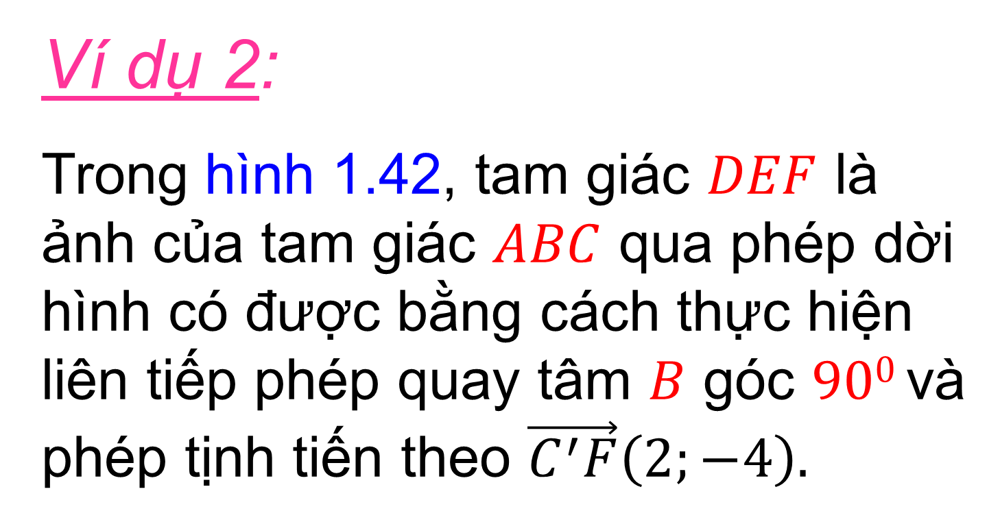 Ví dụ 2:
Trong hình 1.42, tam giác DEF là
ảnh của tam giác ABC qua phép dời
hình có được bằng cách thực hiện
liên tiếp phép quay tâm B góc 90⁰ và
phép tịnh tiến theo $\overrightarrow{C'F}$(2; −4).